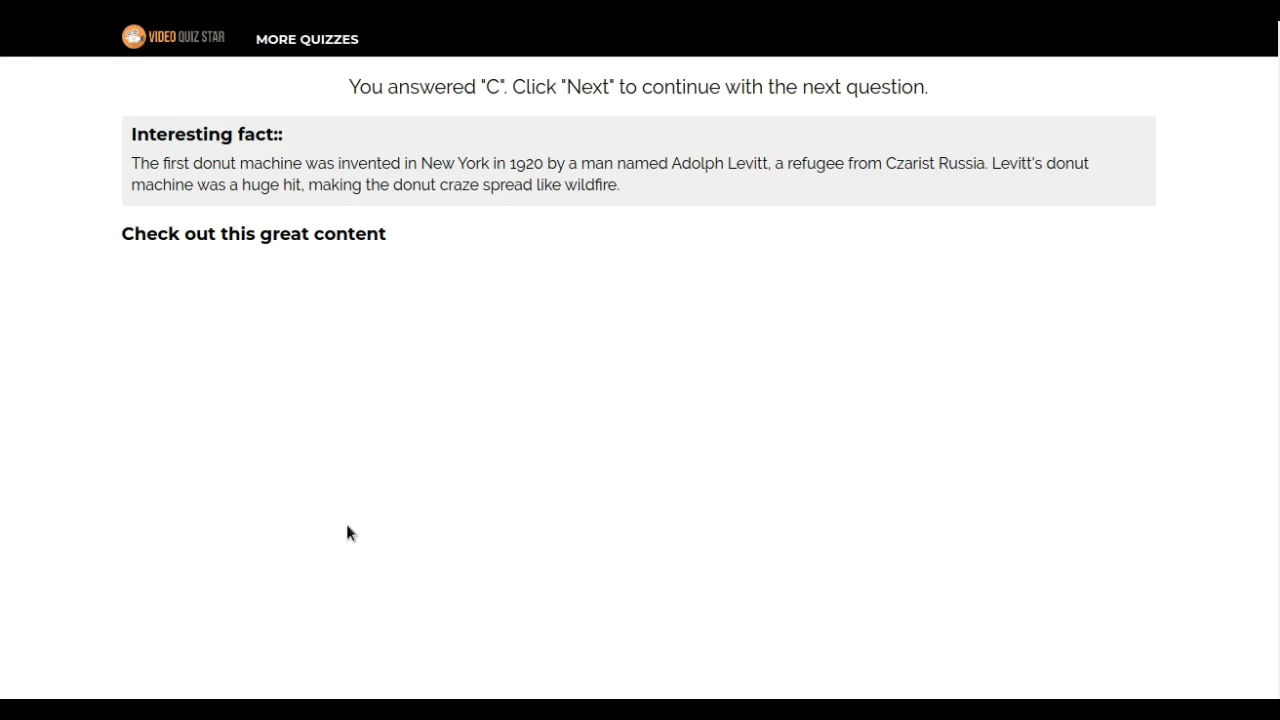 VIDEO QUIZ STAR
MORE QUIZZES
You answered "C". Click "Next" to continue with the next question.
Interesting fact::
The first donut machine was invented in New York in 1920 by a man named Adolph Levitt, a refugee from Czarist Russia. Levitt's donut
machine was a huge hit, making the donut craze spread like wildfire.
Check out this great content